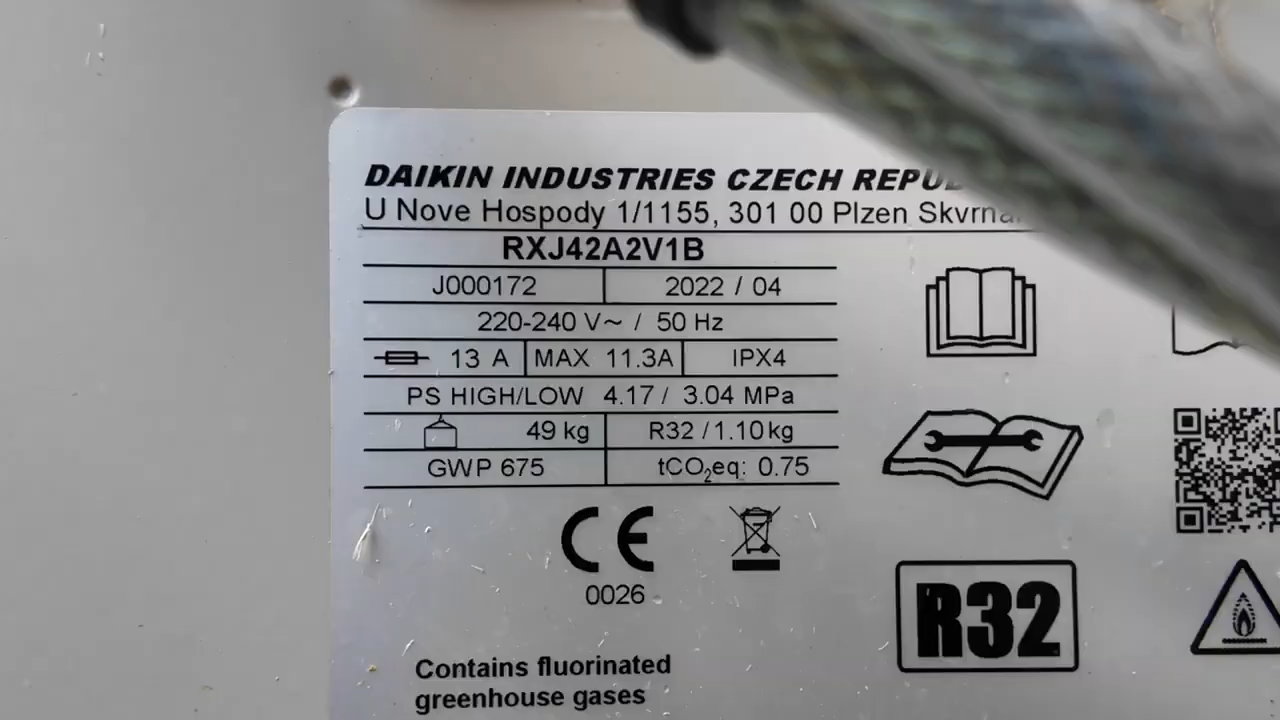 DAIKIN INDUSTRIES CZECH
U Nove Hospody 1/1155, 301 00 Plzen
RXJ42A2V1B
J000172 2022 / 04
220-240 V~ / 50 Hz
13 A MAX 11.3A IPX4
PS HIGH/LOW 4.17 / 3.04 MPa
49 kg R32 / 1.10 kg
GWP 675 tCO₂eq: 0.75
CE
0026
R32
Contains fluorinated
greenhouse gases